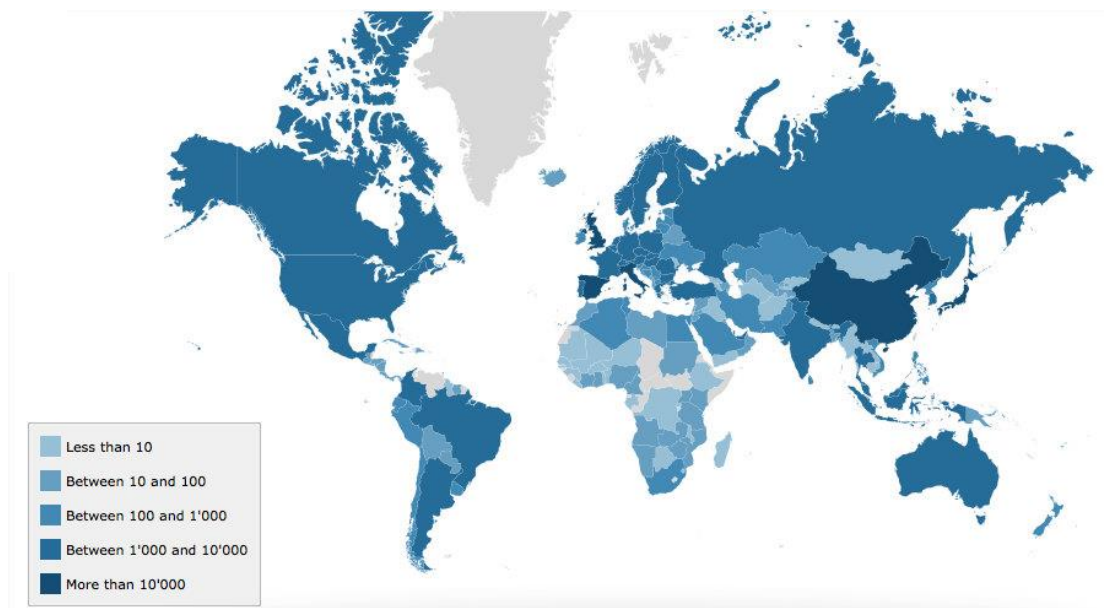 Less than 10
Between 10 and 100
Between 100 and 1'000
Between 1'000 and 10'000
More than 10'000